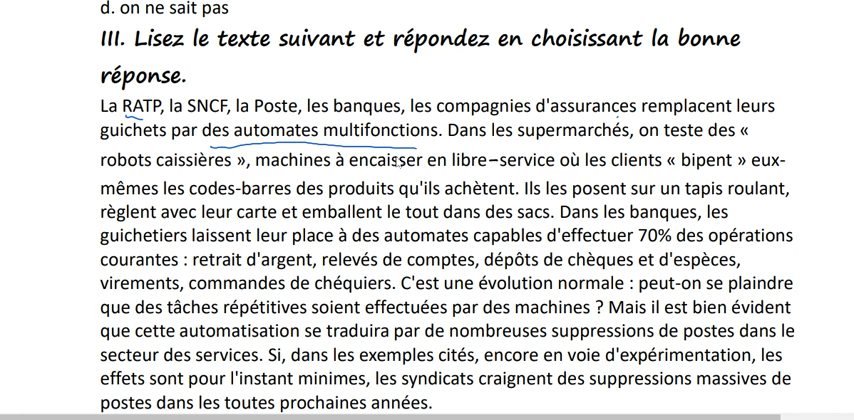 d. on ne sait pas
III. Lisez le texte suivant et répondez en choisissant la bonne
réponse.
La RATP, la SNCF, la Poste, les banques, les compagnies d'assurances remplacent leurs
guichets par des automates multifonctions. Dans les supermarchés, on teste des «
robots caissières », machines à encaisser en libre-service où les clients « bipent » eux-
mêmes les codes-barres des produits qu'ils achètent. Ils les posent sur un tapis roulant,
règlent avec leur carte et emballent le tout dans des sacs. Dans les banques, les
guichetiers laissent leur place à des automates capables d'effectuer 70% des opérations
courantes : retrait d'argent, relevés de comptes, dépôts de chèques et d'espèces,
virements, commandes de chéquiers. C'est une évolution normale : peut-on se plaindre
que des tâches répétitives soient effectuées par des machines ? Mais il est bien évident
que cette automatisation se traduira par de nombreuses suppressions de postes dans le
secteur des services. Si, dans les exemples cités, encore en voie d'expérimentation, les
effets sont pour l'instant minimes, les syndicats craignent des suppressions massives de
postes dans les toutes prochaines années.